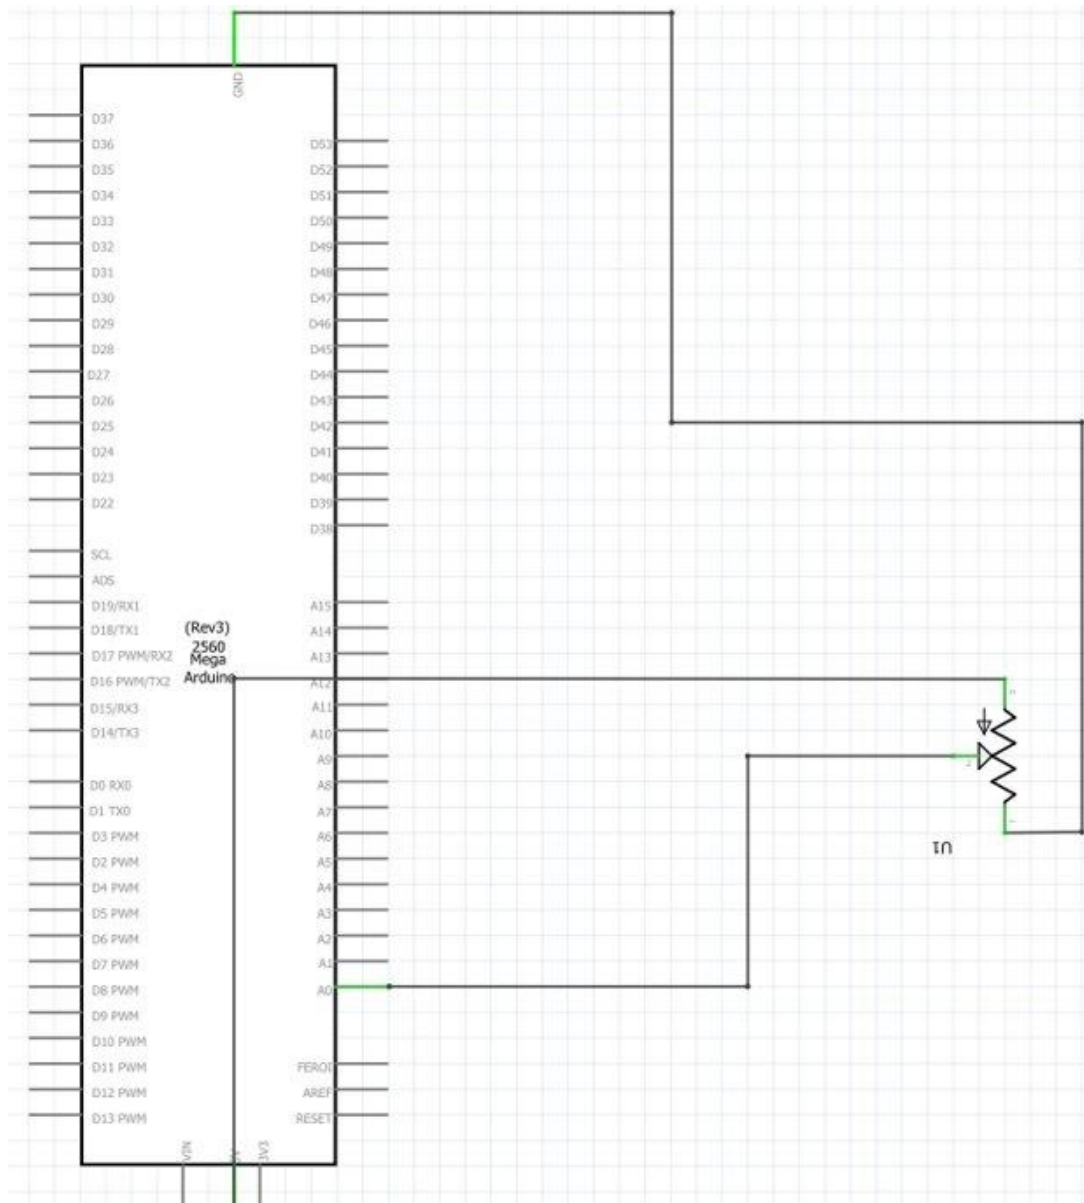 GND
D37
D36
D35
D34
D33
D32
D31
D30
D29
D28
D27
D26
D25
D24
D23
D22
SCL
ADS
D19/RX1
D18/TX1
D17 PWM/RX2
D16 PWM/TX2
D15/RX3
D14/TX3
D0 RX0
D1 TX0
D3 PWM
D2 PWM
D4 PWM
D5 PWM
D6 PWM
D7 PWM
D8 PWM
D9 PWM
D10 PWM
D11 PWM
D12 PWM
D13 PWM
(Rev3)
2560
Mega
Arduino
D53
D52
D51
D50
D49
D48
D47
D46
D45
D44
D43
D42
D41
D40
D39
D38
A15
A14
A13
A12
A11
A10
A9
A8
A7
A6
A5
A4
A3
A2
A1
A0
AREF
RESET
VIN
3V3
U1